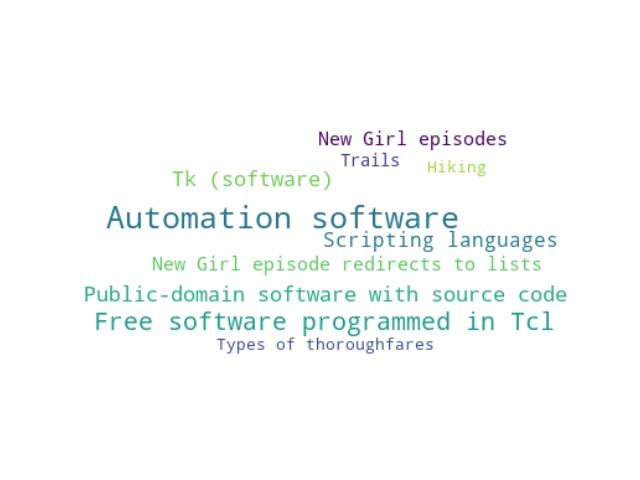 New Girl episodes
Trails
Hiking
Tk (software)
Automation software
Scripting languages
New Girl episode redirects to lists
Public-domain software with source code
Free software programmed in Tcl
Types of thoroughfares